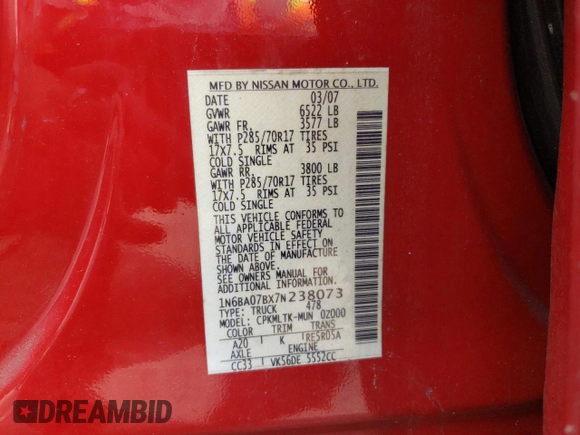 MFD BY NISSAN MOTOR CO., LTD.
DATE 03/07
GVWR 6522 LB
GAWR FR. 3577 LB
WITH P285/70R17 TIRES
17X7.5 RIMS AT 35 PSI
COLD SINGLE
GAWR RR. 3800 LB
WITH P285/70R17 TIRES
17X7.5 RIMS AT 35 PSI
COLD SINGLE
THIS VEHICLE CONFORMS TO
ALL APPLICABLE FEDERAL
MOTOR VEHICLE SAFETY
STANDARDS IN EFFECT ON
THE DATE OF MANUFACTURE
SHOWN ABOVE.
SEE OWNERS MANUAL FOR
ADDITIONAL INFORMATION.
1N6BA07BX7N238073
TYPE: TRUCK 478
MODEL: CPKMLTK-MUN 02000
COLOR TRIM TRANS
A20 K RE5R05A
AXLE ENGINE
CC33 VK56DE 5552CC
DREAMBID